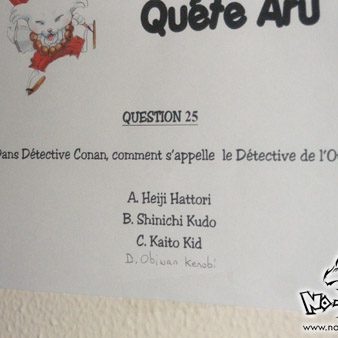 Quête Aru
QUESTION 25
Dans Détective Conan, comment s'appelle le Détective de l'O
A. Heiji Hattori
B. Shinichi Kudo
C. Kaito Kid
D. Obiwan Kenobi